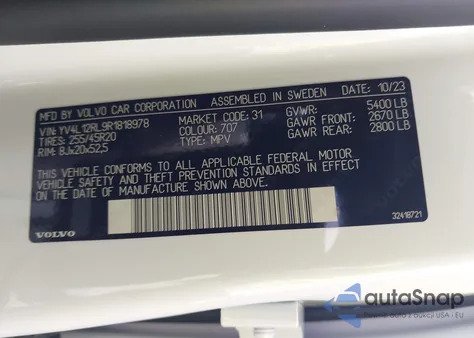 MFD BY VOLVO CAR CORPORATION ASSEMBLED IN SWEDEN DATE: 10/23
VIN: YV4L12RL9R1818978 MARKET CODE: 31 GVWR: 5400 LB
TIRES: 255/45R20 COLOUR: 707 GAWR FRONT: 2670 LB
RIM: 8Jx20x52,5 TYPE: MPV GAWR REAR: 2800 LB
THIS VEHICLE CONFORMS TO ALL APPLICABLE FEDERAL MOTOR
VEHICLE SAFETY AND THEFT PREVENTION STANDARDS IN EFFECT
ON THE DATE OF MANUFACTURE SHOWN ABOVE.
32418721
VOLVO
autoSnap
USA i EU